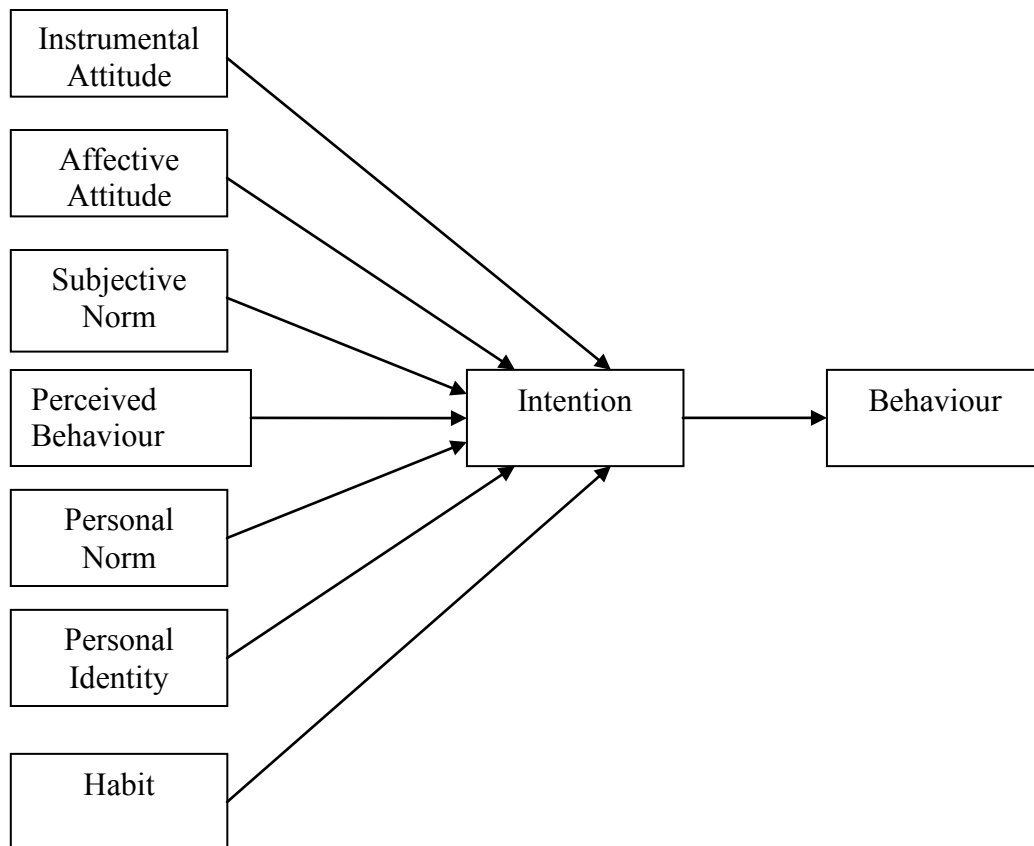 Instrumental
Attitude
Affective
Attitude
Subjective
Norm
Perceived
Behaviour
Intention
Behaviour
Personal
Norm
Personal
Identity
Habit